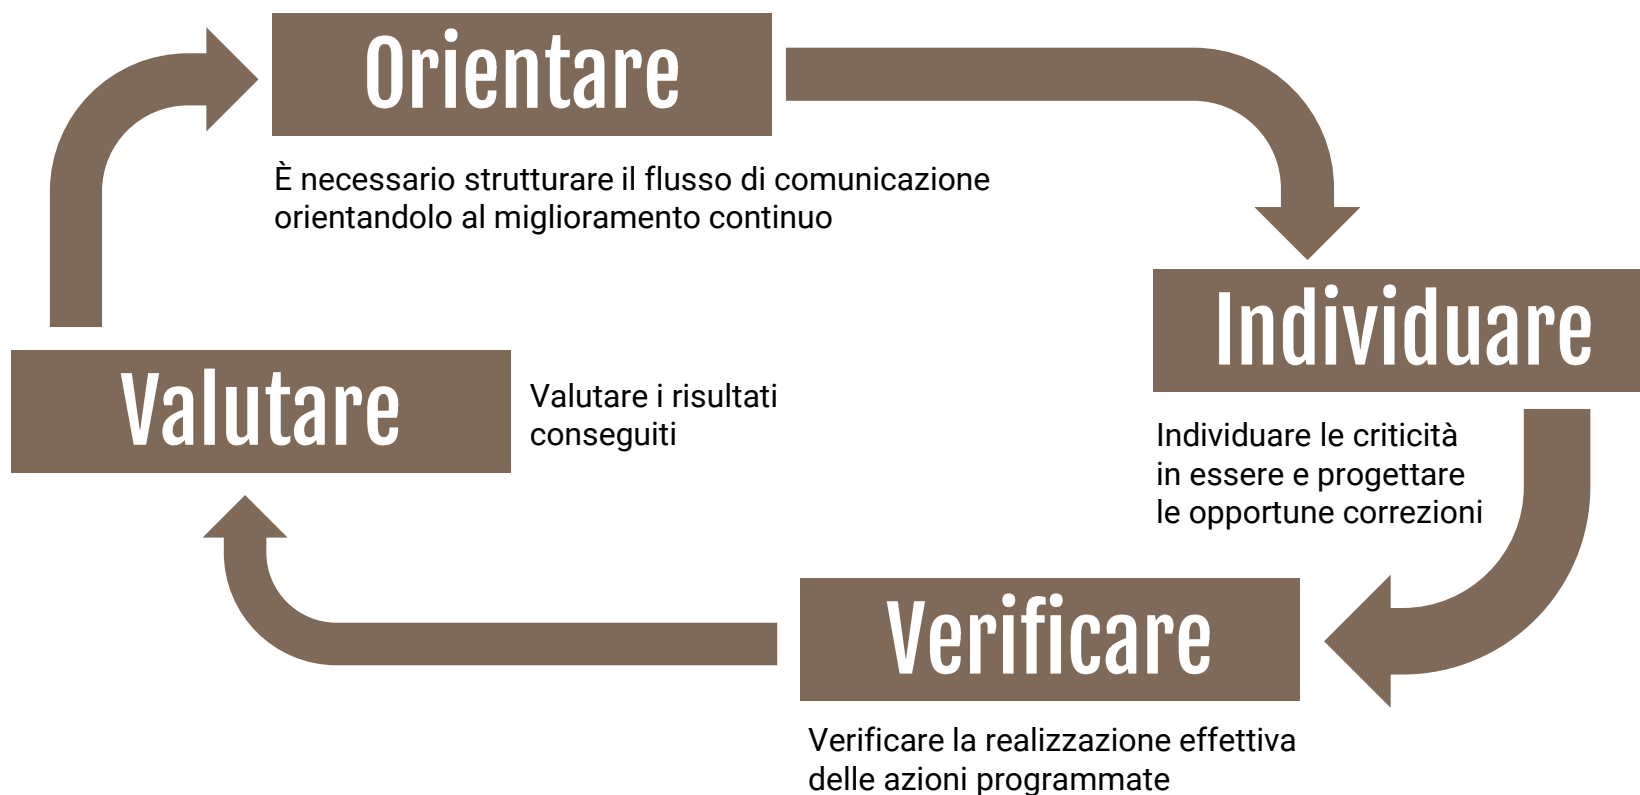 Orientare
È necessario strutturare il flusso di comunicazione
orientandolo al miglioramento continuo
Individuare
Individuare le criticità
in essere e progettare
le opportune correzioni
Verificare
Verificare la realizzazione effettiva
delle azioni programmate
Valutare
Valutare i risultati
conseguiti